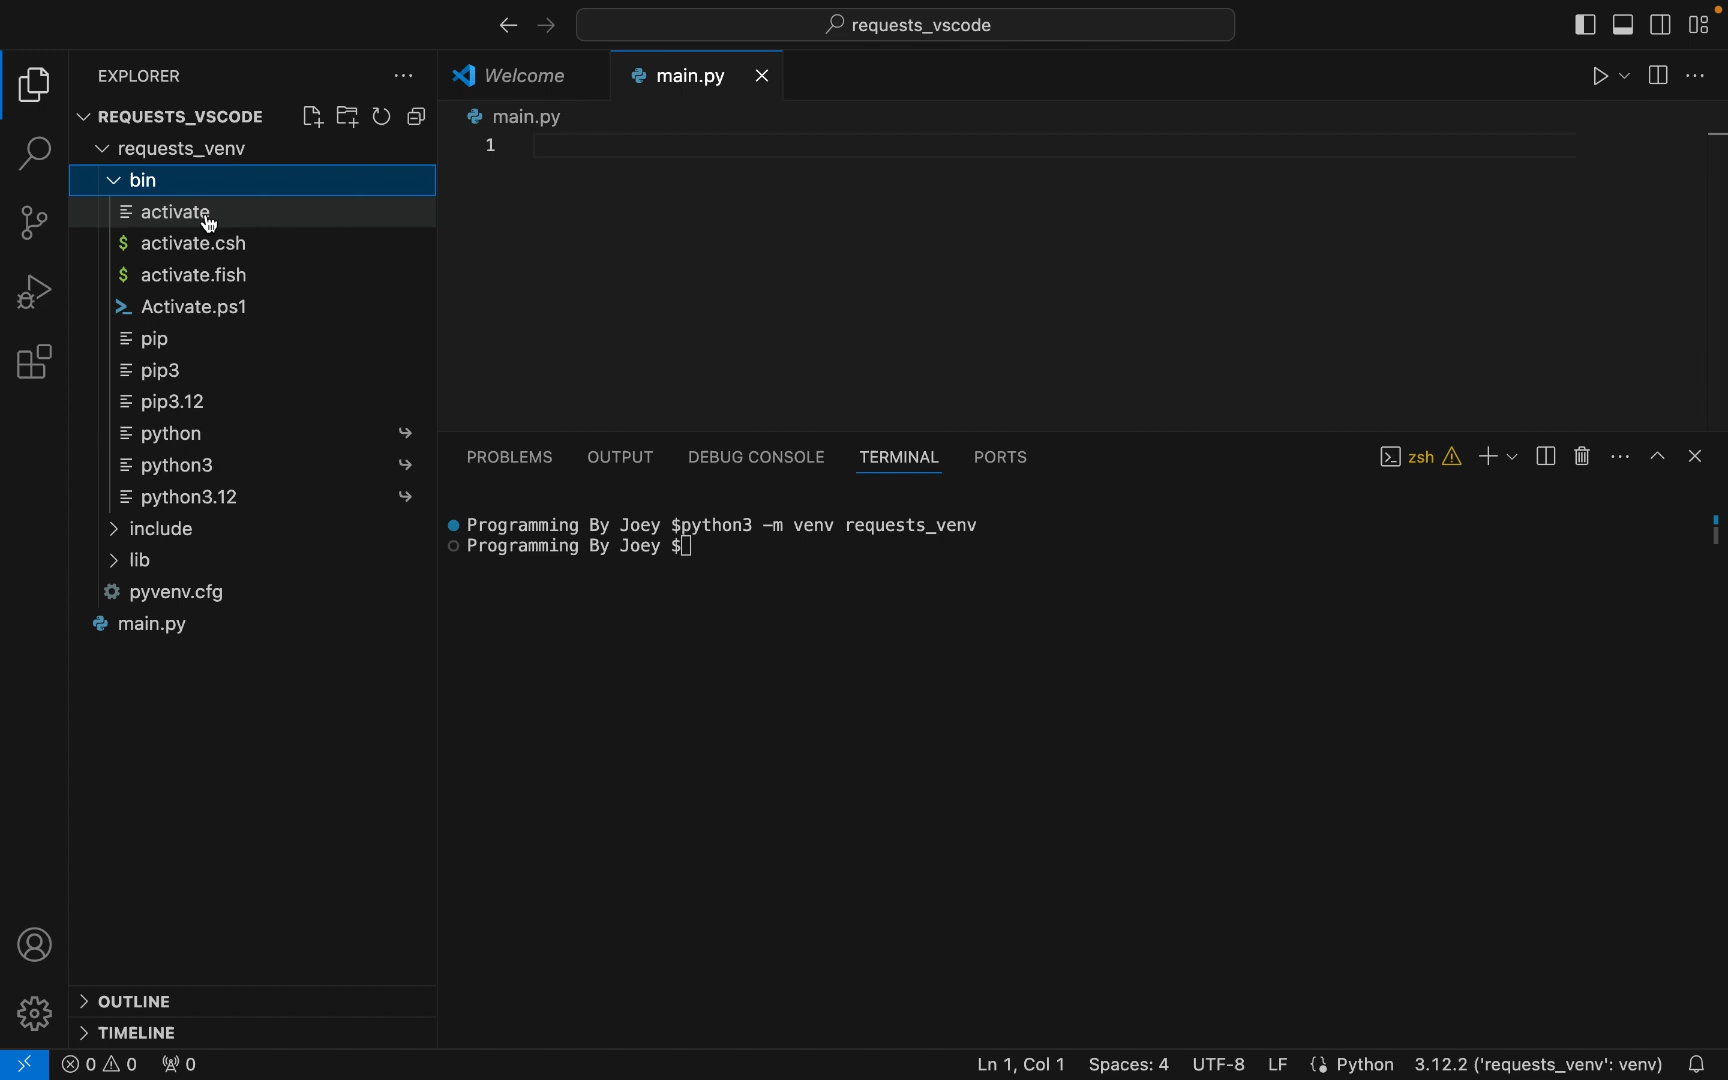 requests_vscode
EXPLORER
REQUESTS_VSCODE
requests_venv
bin
activate
activate.csh
activate.fish
Activate.ps1
pip
pip3
pip3.12
python
python3
python3.12
include
lib
pyvenv.cfg
main.py
OUTLINE
TIMELINE
Welcome
main.py
main.py
1
PROBLEMS
OUTPUT
DEBUG CONSOLE
TERMINAL
PORTS
zsh
Programming By Joey $python3 -m venv requests_venv
Programming By Joey $
0 0 0
Ln 1, Col 1
Spaces: 4
UTF-8
LF
Python
3.12.2 ('requests_venv': venv)